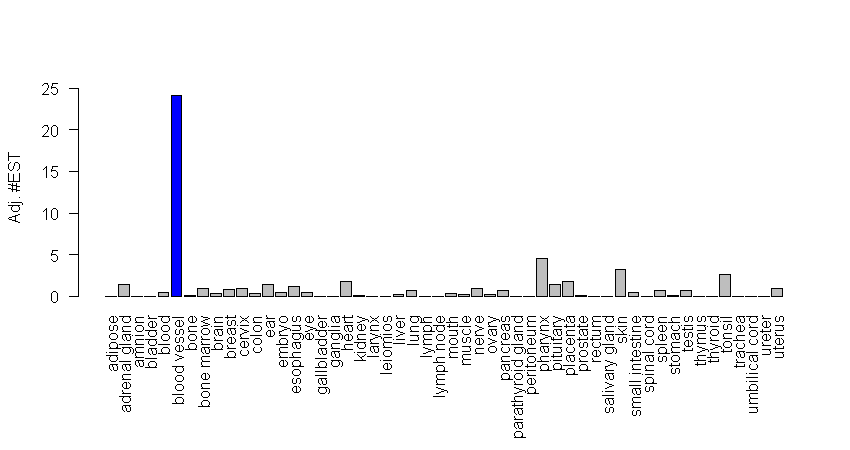 Adj. #EST
25
20
15
10
5
0
adipose
adrenal gland
amnion
bladder
blood
blood vessel
bone
bone marrow
brain
breast
cervix
colon
ear
embryo
esophagus
eye
gallbladder
ganglia
heart
kidney
larynx
leiomios
liver
lung
lymph
lymph node
mouth
muscle
nerve
ovary
pancreas
parathyroid gland
peritoneum
pharynx
pituitary
placenta
prostate
rectum
salivary gland
skin
small intestine
spinal cord
spleen
stomach
testis
thymus
thyroid
tonsil
trachea
umbilical cord
ureter
uterus